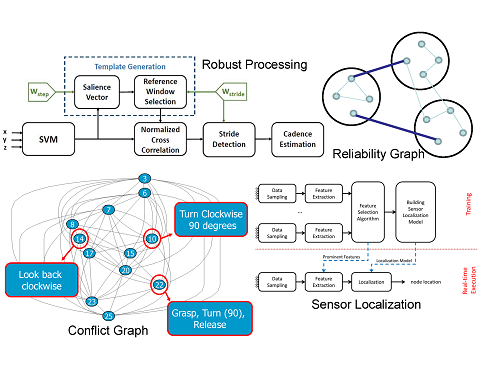 Robust Processing
Template Generation
Wstep
Salience
Vector
Reference
Window
Selection
Wstride
x
y
z
SVM
Normalized
Cross
Correlation
Stride
Detection
Cadence
Estimation
Reliability Graph
3
6
7
8
14
10
17
15
20
22
23
25
Turn Clockwise
90 degrees
Look back
clockwise
Grasp, Turn (90),
Release
Conflict Graph
Data
Sampling
Feature
Extraction
...
Data
Sampling
Feature
Extraction
Feature
Selection
Algorithm
Building
Sensor
Localization
Model
Training
Prominent Features
Localization Model
Data
Sampling
Feature
Extraction
Localization
node location
Real-time
Execution
Sensor Localization